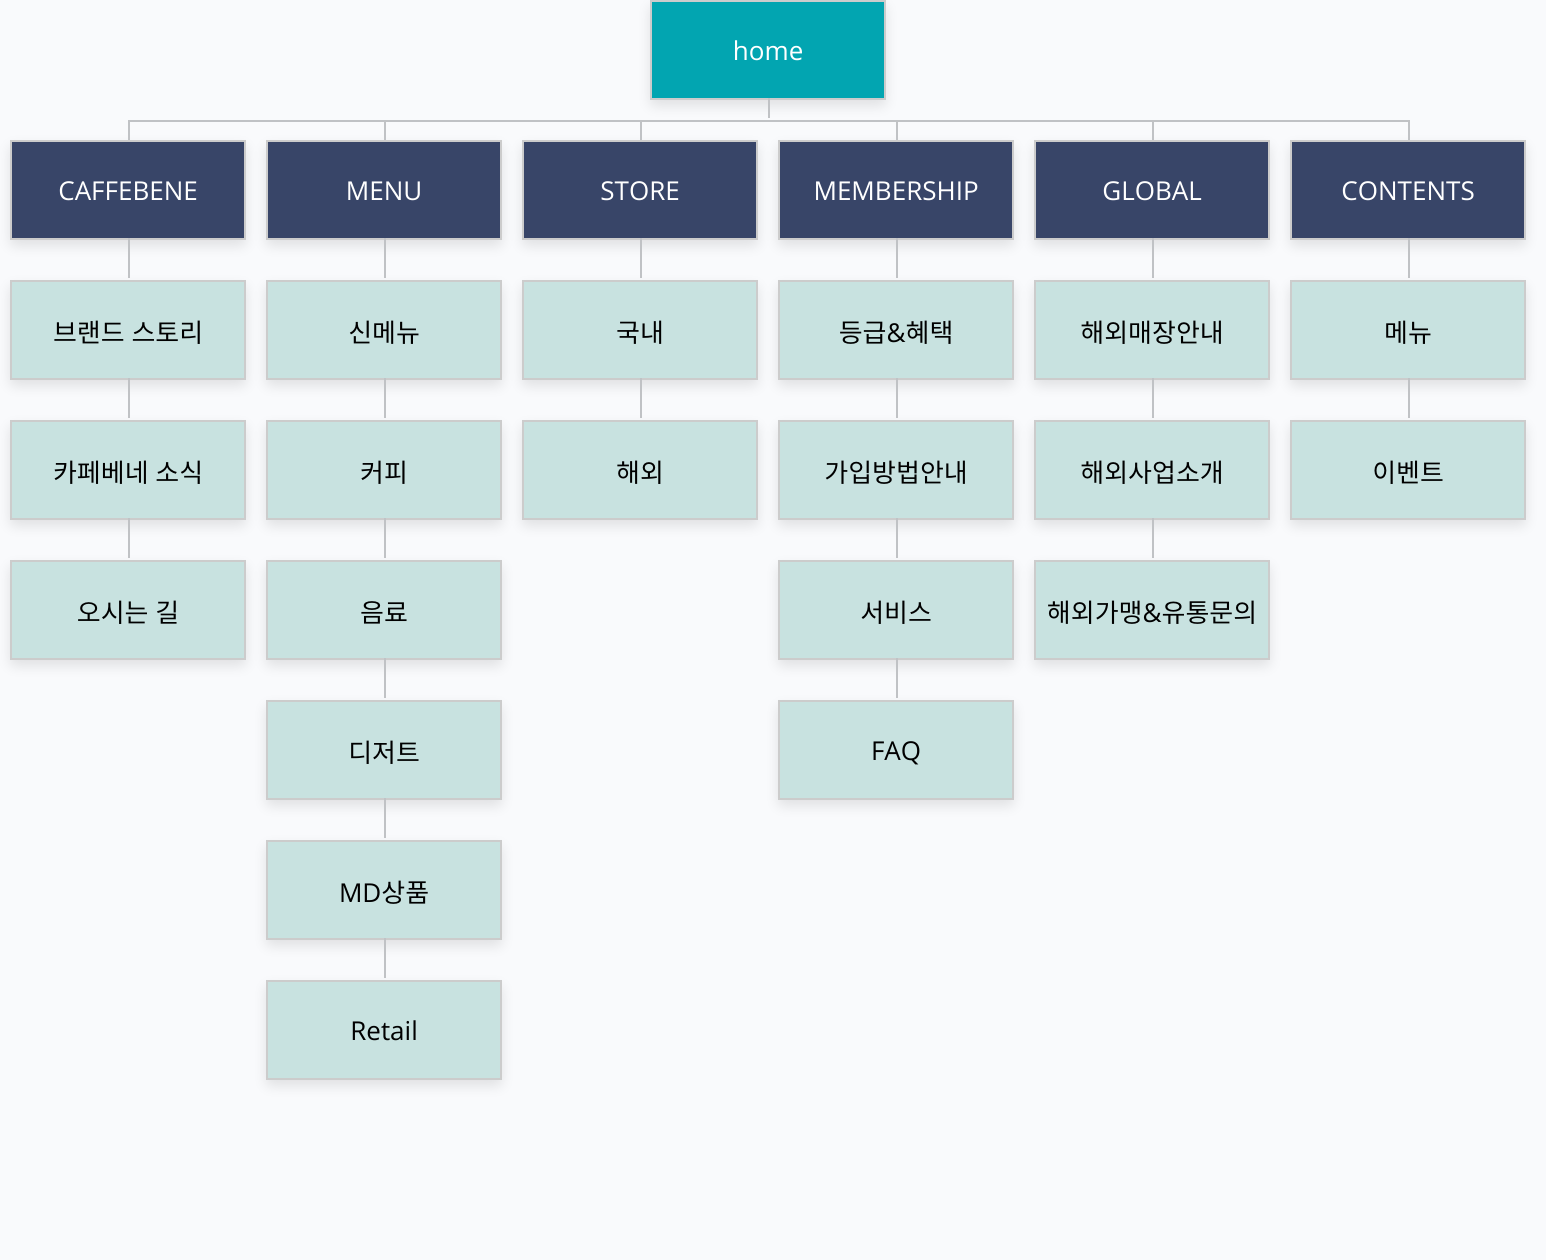 home
CAFFEBENE
MENU
STORE
MEMBERSHIP
GLOBAL
CONTENTS
브랜드 스토리
신메뉴
국내
등급&혜택
해외매장안내
메뉴
카페베네 소식
커피
해외
가입방법안내
해외사업소개
이벤트
오시는 길
음료
서비스
해외가맹&유통문의
디저트
FAQ
MD상품
Retail